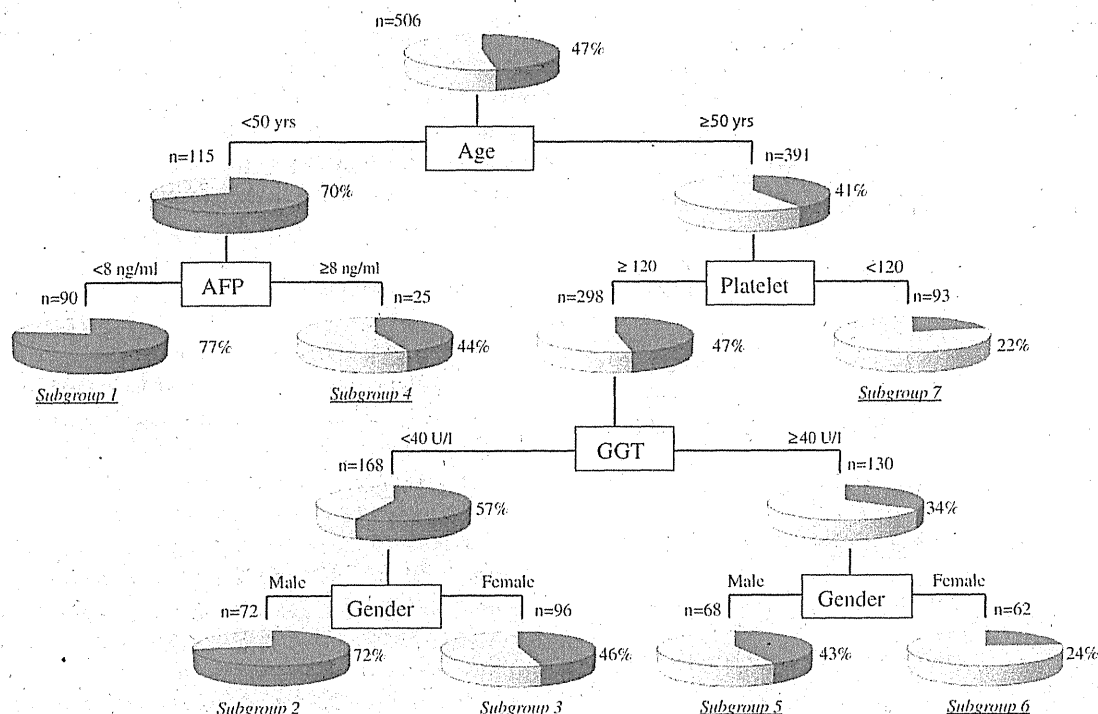 n=506
47%
<50 yrs
≥50 yrs
Age
n=115
n=391
70%
41%
<8 ng/ml
≥8 ng/ml
≥ 120
<120
AFP
Platelet
n=90
n=25
n=298
n=93
77%
44%
47%
22%
Subgroup 1
Subgroup 4
Subgroup 7
<40 U/l
≥40 U/l
GGT
n=168
n=130
57%
34%
Male
Female
Male
Female
Gender
Gender
n=72
n=96
n=68
n=62
72%
46%
43%
24%
Subgroup 2
Subgroup 3
Subgroup 5
Subgroup 6